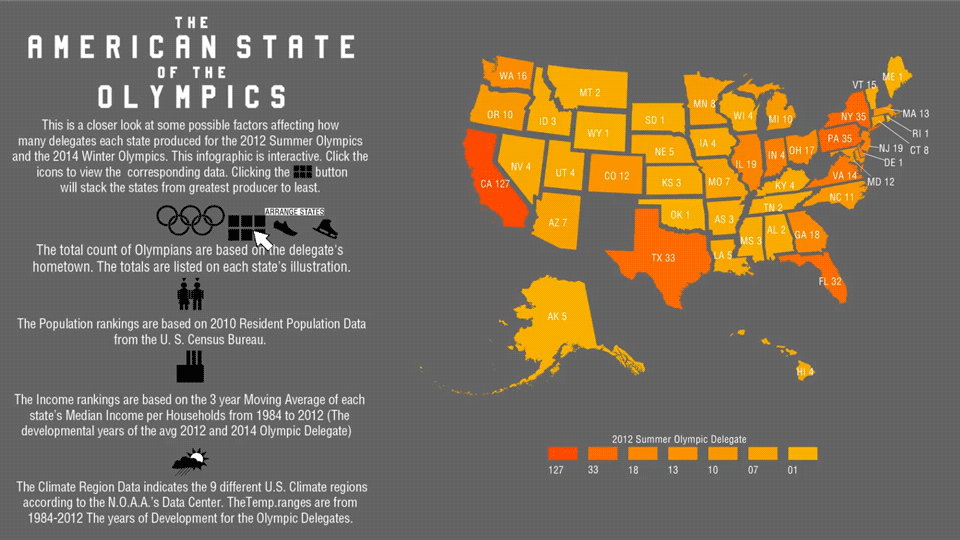 THE
AMERICAN STATE
OF THE
OLYMPICS
This is a closer look at some possible factors affecting how
many delegates each state produced for the 2012 Summer Olympics
and the 2014 Winter Olympics. This infographic is interactive. Click the
icons to view the corresponding data. Clicking the button
will stack the states from greatest producer to least.
ARRANGE STATES
The total count of Olympians are based on the delegate's
hometown. The totals are listed on each state's illustration.
The Population rankings are based on 2010 Resident Population Data
from the U. S. Census Bureau.
The Income rankings are based on the 3 year Moving Average of each
state's Median Income per Households from 1984 to 2012 (The
developmental years of the avg 2012 and 2014 Olympic Delegate)
The Climate Region Data indicates the 9 different U.S. Climate regions
according to the N.O.A.A.'s Data Center. TheTemp.ranges are from
1984-2012 The years of Development for the Olympic Delegates.
WA 16
OR 10
ID 3
MT 2
WY 1
SD 1
NE 5
MN 8
IA 4
WI 4
MI 10
VT 15
ME 1
MA 13
RI 1
CT 8
NY 35
PA 35
NJ 19
DE 1
MD 12
CA 127
NV 4
UT 4
CO 12
KS 3
MO 7
IL 19
IN 4
OH 17
VA 14
KY 4
NC 11
TN 2
AZ 7
OK 1
AR 3
MS 3
AL 2
GA 18
TX 33
LA 5
FL 32
AK 5
HI 4
2012 Summer Olympic Delegate
127 33 18 13 10 07 01